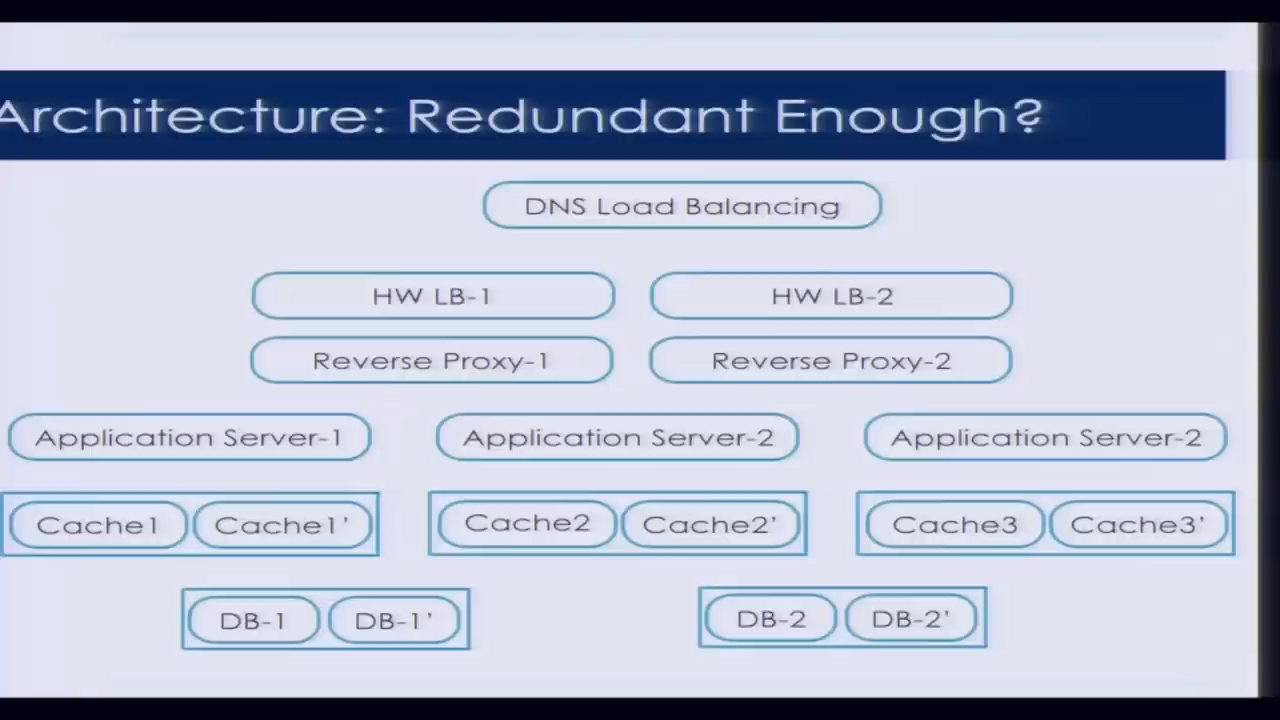 Architecture: Redundant Enough?
DNS Load Balancing
HW LB-1
HW LB-2
Reverse Proxy-1
Reverse Proxy-2
Application Server-1
Application Server-2
Application Server-2
Cache1
Cache1'
Cache2
Cache2'
Cache3
Cache3'
DB-1
DB-1'
DB-2
DB-2'